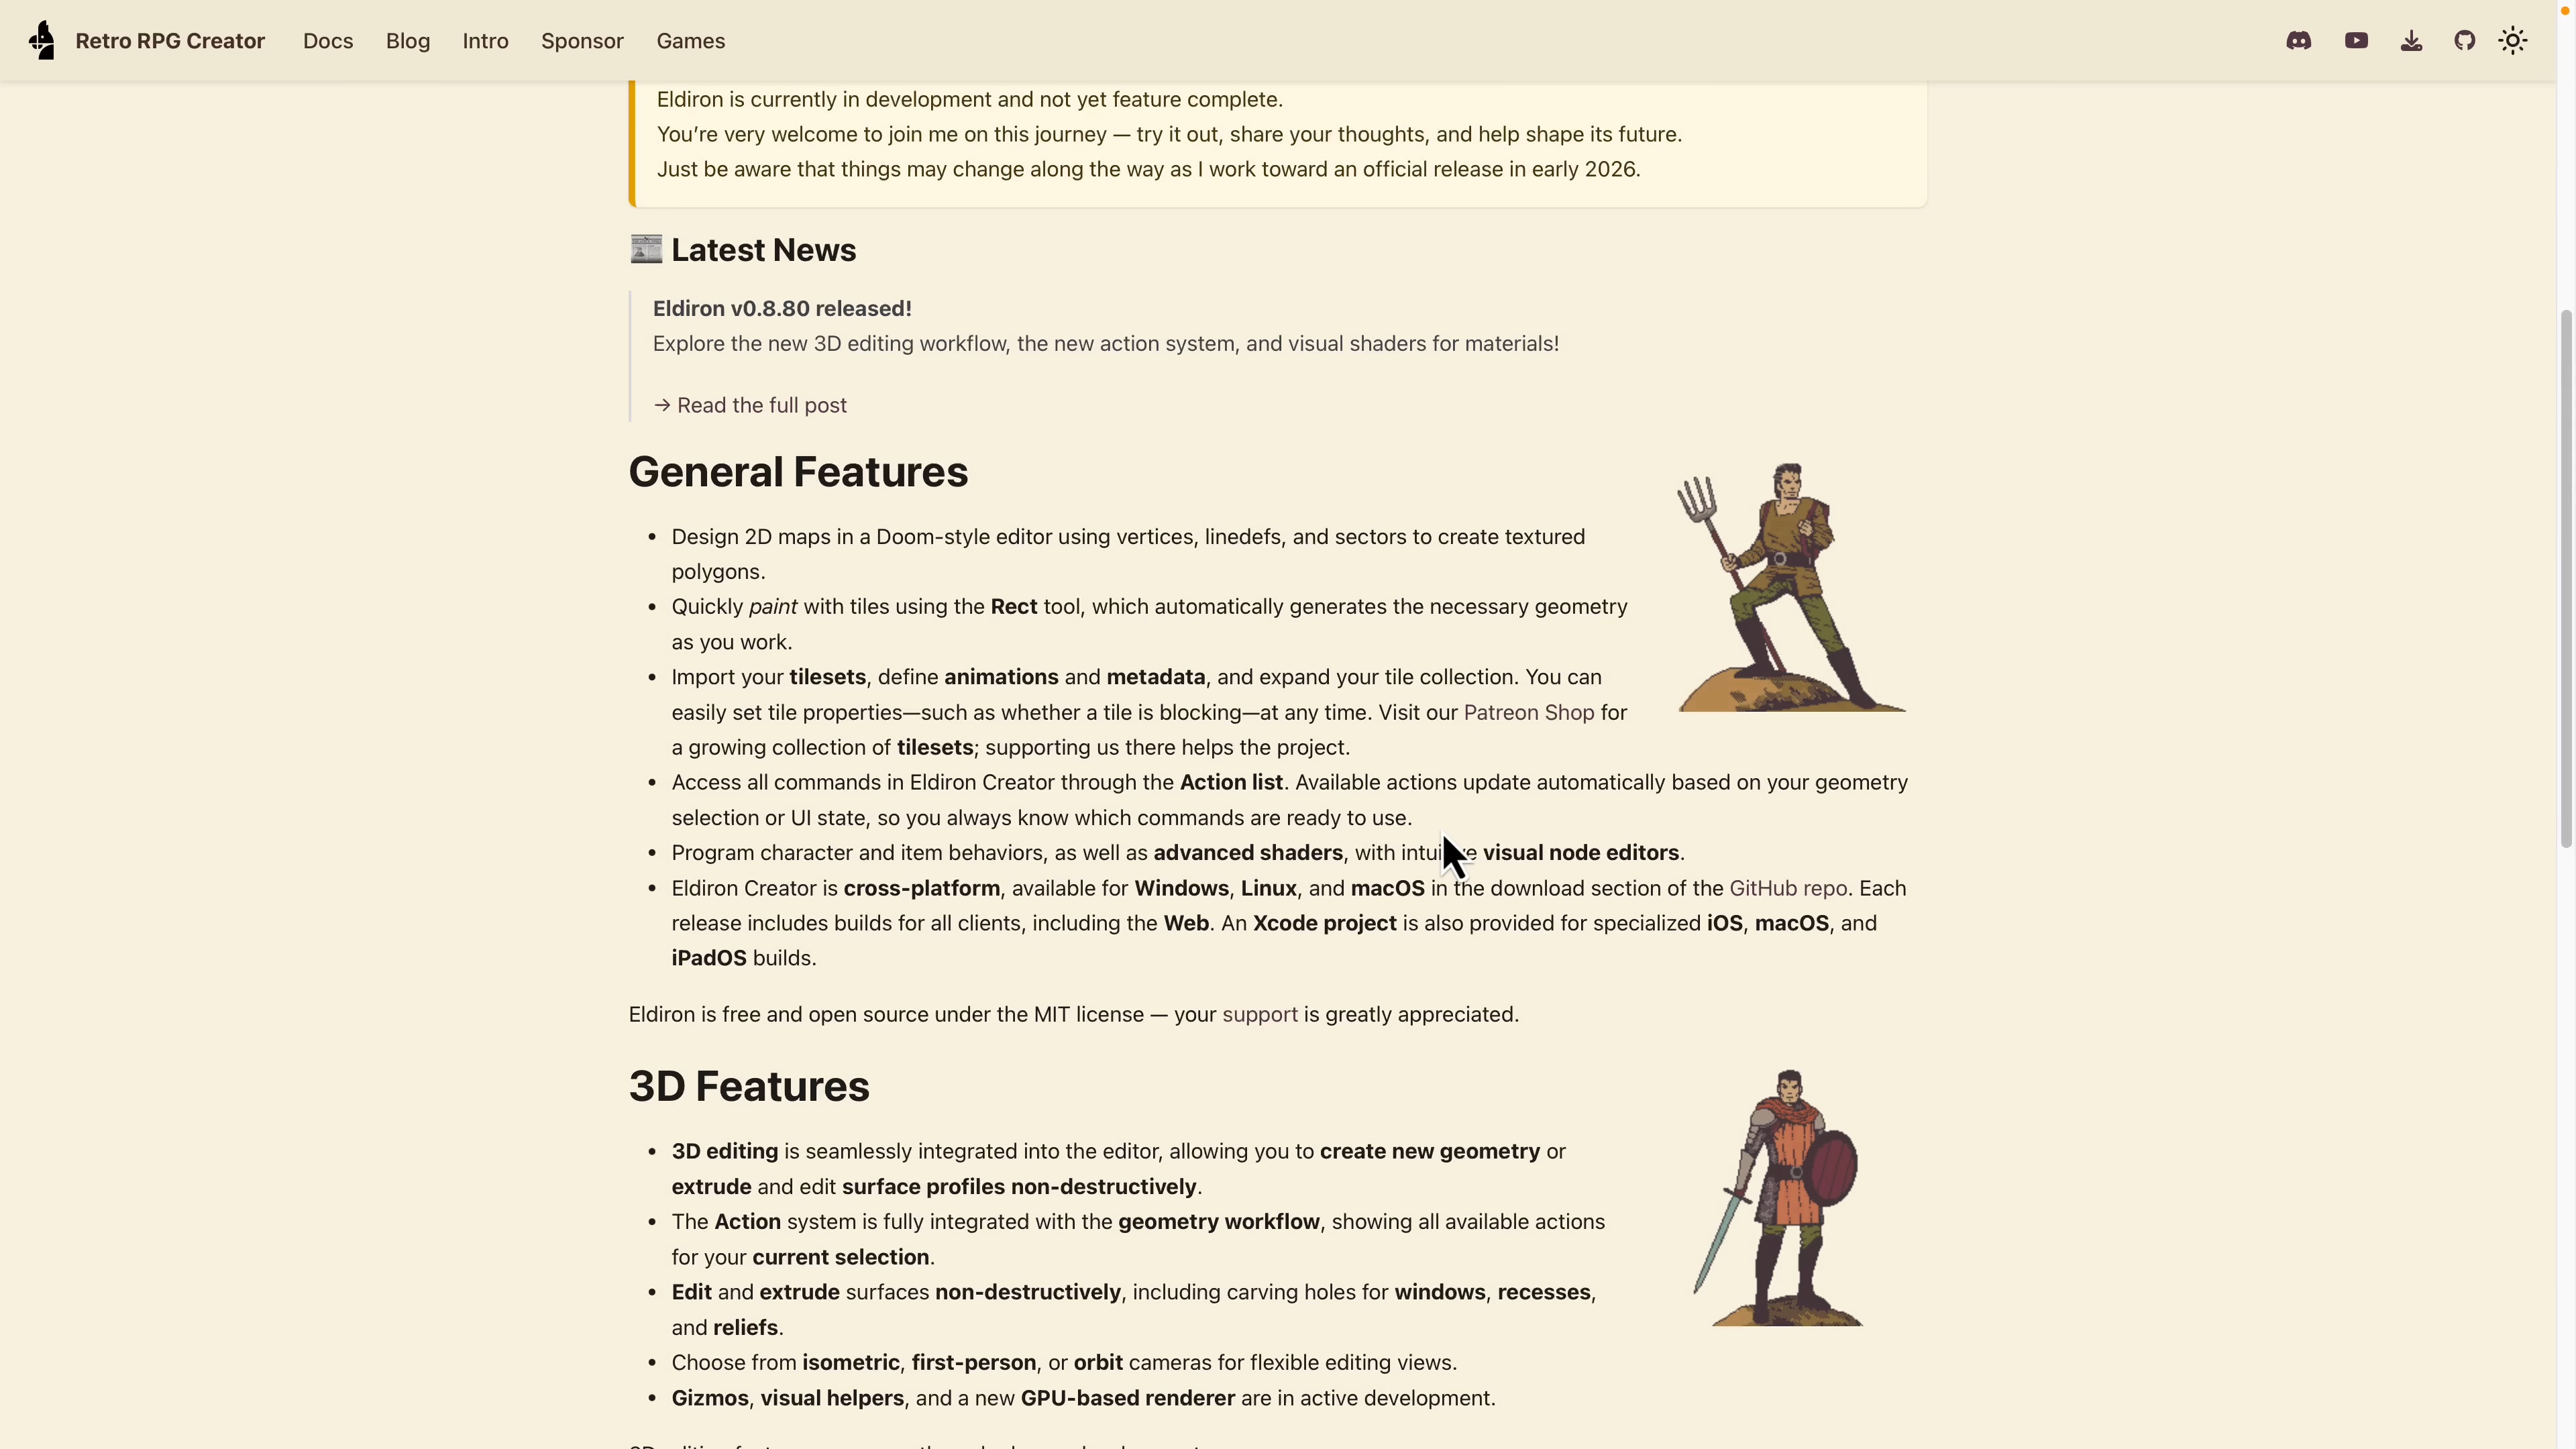 Retro RPG Creator Docs Blog Intro Sponsor Games
Eldiron is currently in development and not yet feature complete.
You’re very welcome to join me on this journey — try it out, share your thoughts, and help shape its future.
Just be aware that things may change along the way as I work toward an official release in early 2026.
Latest News
Eldiron v0.8.80 released!
Explore the new 3D editing workflow, the new action system, and visual shaders for materials!
→ Read the full post
General Features
• Design 2D maps in a Doom-style editor using vertices, linedefs, and sectors to create textured
polygons.
• Quickly paint with tiles using the Rect tool, which automatically generates the necessary geometry
as you work.
• Import your tilesets, define animations and metadata, and expand your tile collection. You can
easily set tile properties—such as whether a tile is blocking—at any time. Visit our Patreon Shop for
a growing collection of tilesets; supporting us there helps the project.
• Access all commands in Eldiron Creator through the Action list. Available actions update automatically based on your geometry
selection or UI state, so you always know which commands are ready to use.
• Program character and item behaviors, as well as advanced shaders, with intuitive visual node editors.
• Eldiron Creator is cross-platform, available for Windows, Linux, and macOS in the download section of the GitHub repo. Each
release includes builds for all clients, including the Web. An Xcode project is also provided for specialized iOS, macOS, and
iPadOS builds.
Eldiron is free and open source under the MIT license — your support is greatly appreciated.
3D Features
• 3D editing is seamlessly integrated into the editor, allowing you to create new geometry or
extrude and edit surface profiles non-destructively.
• The Action system is fully integrated with the geometry workflow, showing all available actions
for your current selection.
• Edit and extrude surfaces non-destructively, including carving holes for windows, recesses,
and reliefs.
• Choose from isometric, first-person, or orbit cameras for flexible editing views.
• Gizmos, visual helpers, and a new GPU-based renderer are in active development.